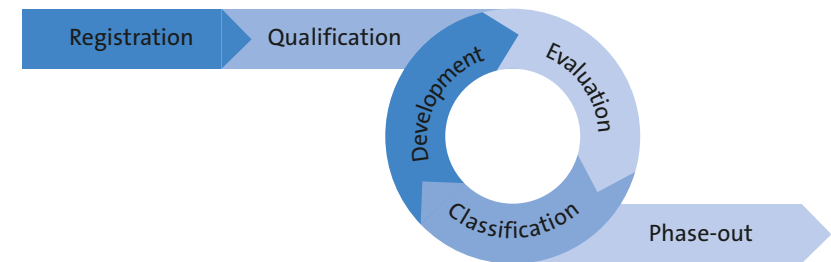 Registration
Qualification
Evaluation
Classification
Development
Phase-out